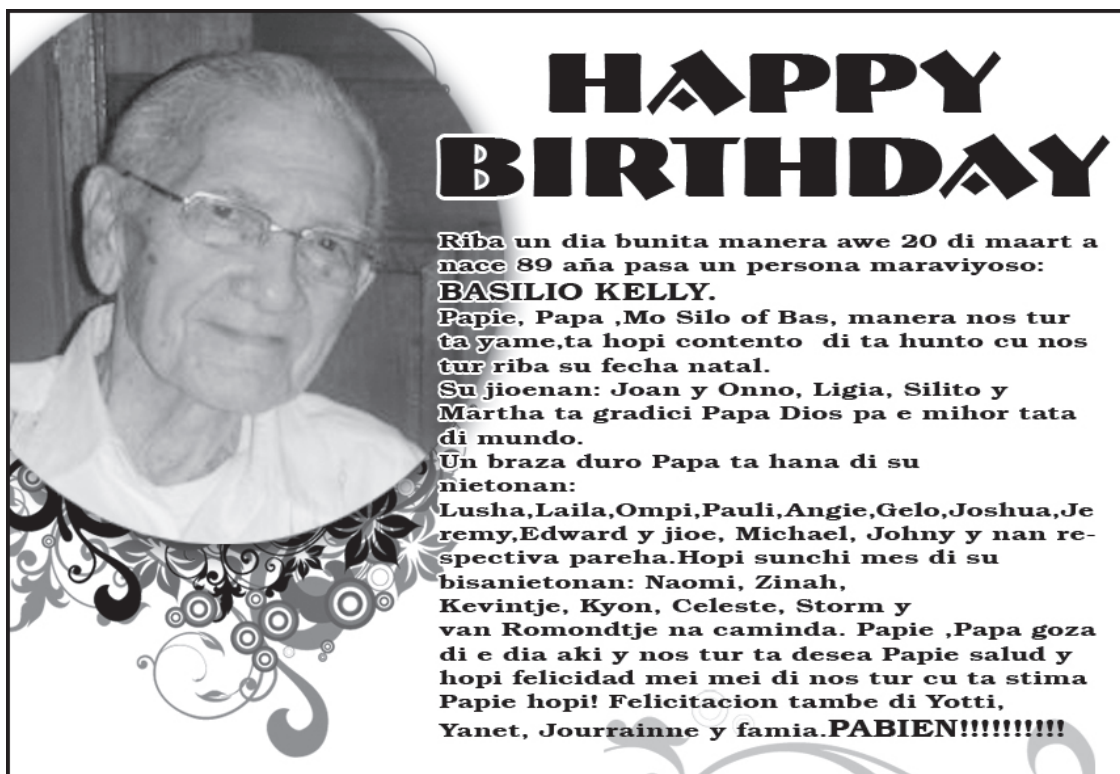 HAPPY
BIRTHDAY
Riba un dia bunita manera awe 20 di maart a
nace 89 aña pasa un persona maraviyoso:
BASILIO KELLY.
Papie, Papa ,Mo Silo of Bas, manera nos tur
ta yame,ta hopi contento  di ta hunto cu nos
tur riba su fecha natal.
Su jioenan: Joan y Onno, Ligia, Silito y
Martha ta gradici Papa Dios pa e mihor tata
di mundo.
Un braza duro Papa ta hana di su
nietonan:
Lusha,Laila,Ompi,Pauli,Angie,Gelo,Joshua,Je
remy,Edward y jioe, Michael, Johny y nan re-
spectiva pareha.Hopi sunchi mes di su
bisanietonan: Naomi, Zinah,
Kevintje, Kyon, Celeste, Storm y
van Romondtje na caminda. Papie ,Papa goza
di e dia aki y nos tur ta desea Papie salud y
hopi felicidad mei mei di nos tur cu ta stima
Papie hopi! Felicitacion tambe di Yotti,
Yanet, Jourrainne y famia.PABIEN!!!!!!!!!!